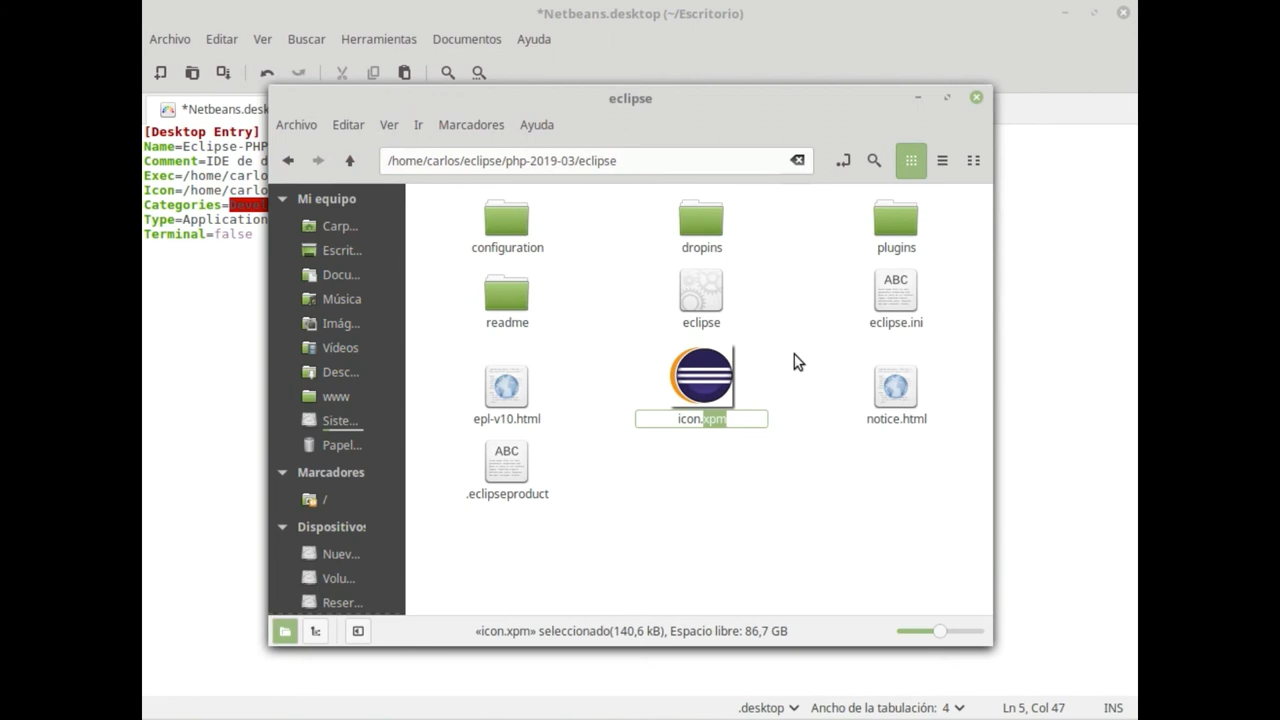 *Netbeans.desktop (~/Escritorio)
Archivo Editar Ver Buscar Herramientas Documentos Ayuda
*Netbeans.desk
[Desktop Entry]
Name=Eclipse-PHP
Comment=IDE de d
Exec=/home/carlo
Icon=/home/carlo
Categories=
Type=Application
Terminal=false
eclipse
Archivo Editar Ver Ir Marcadores Ayuda
/home/carlos/eclipse/php-2019-03/eclipse
Mi equipo
Carp...
Escrit...
Docu...
Música
Imág...
Vídeos
Desc...
www
Siste...
Papel...
Marcadores
/
Dispositivos
Nuev...
Volu...
Reser...
configuration dropins plugins
readme eclipse ABC eclipse.ini
epl-v10.html icon.xpm notice.html
ABC
.eclipseproduct
«icon.xpm» seleccionado(140,6 kB), Espacio libre: 86,7 GB
.desktop Ancho de la tabulación: 4 Ln 5, Col 47 INS